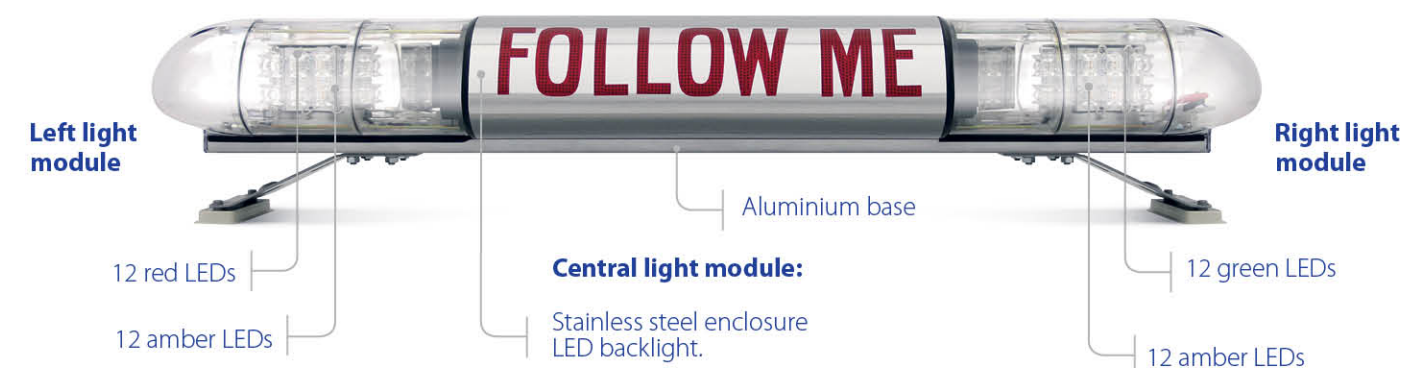 FOLLOW ME
Left light
module
Right light
module
Aluminium base
12 red LEDs
Central light module:
12 green LEDs
12 amber LEDs
Stainless steel enclosure
LED backlight.
12 amber LEDs